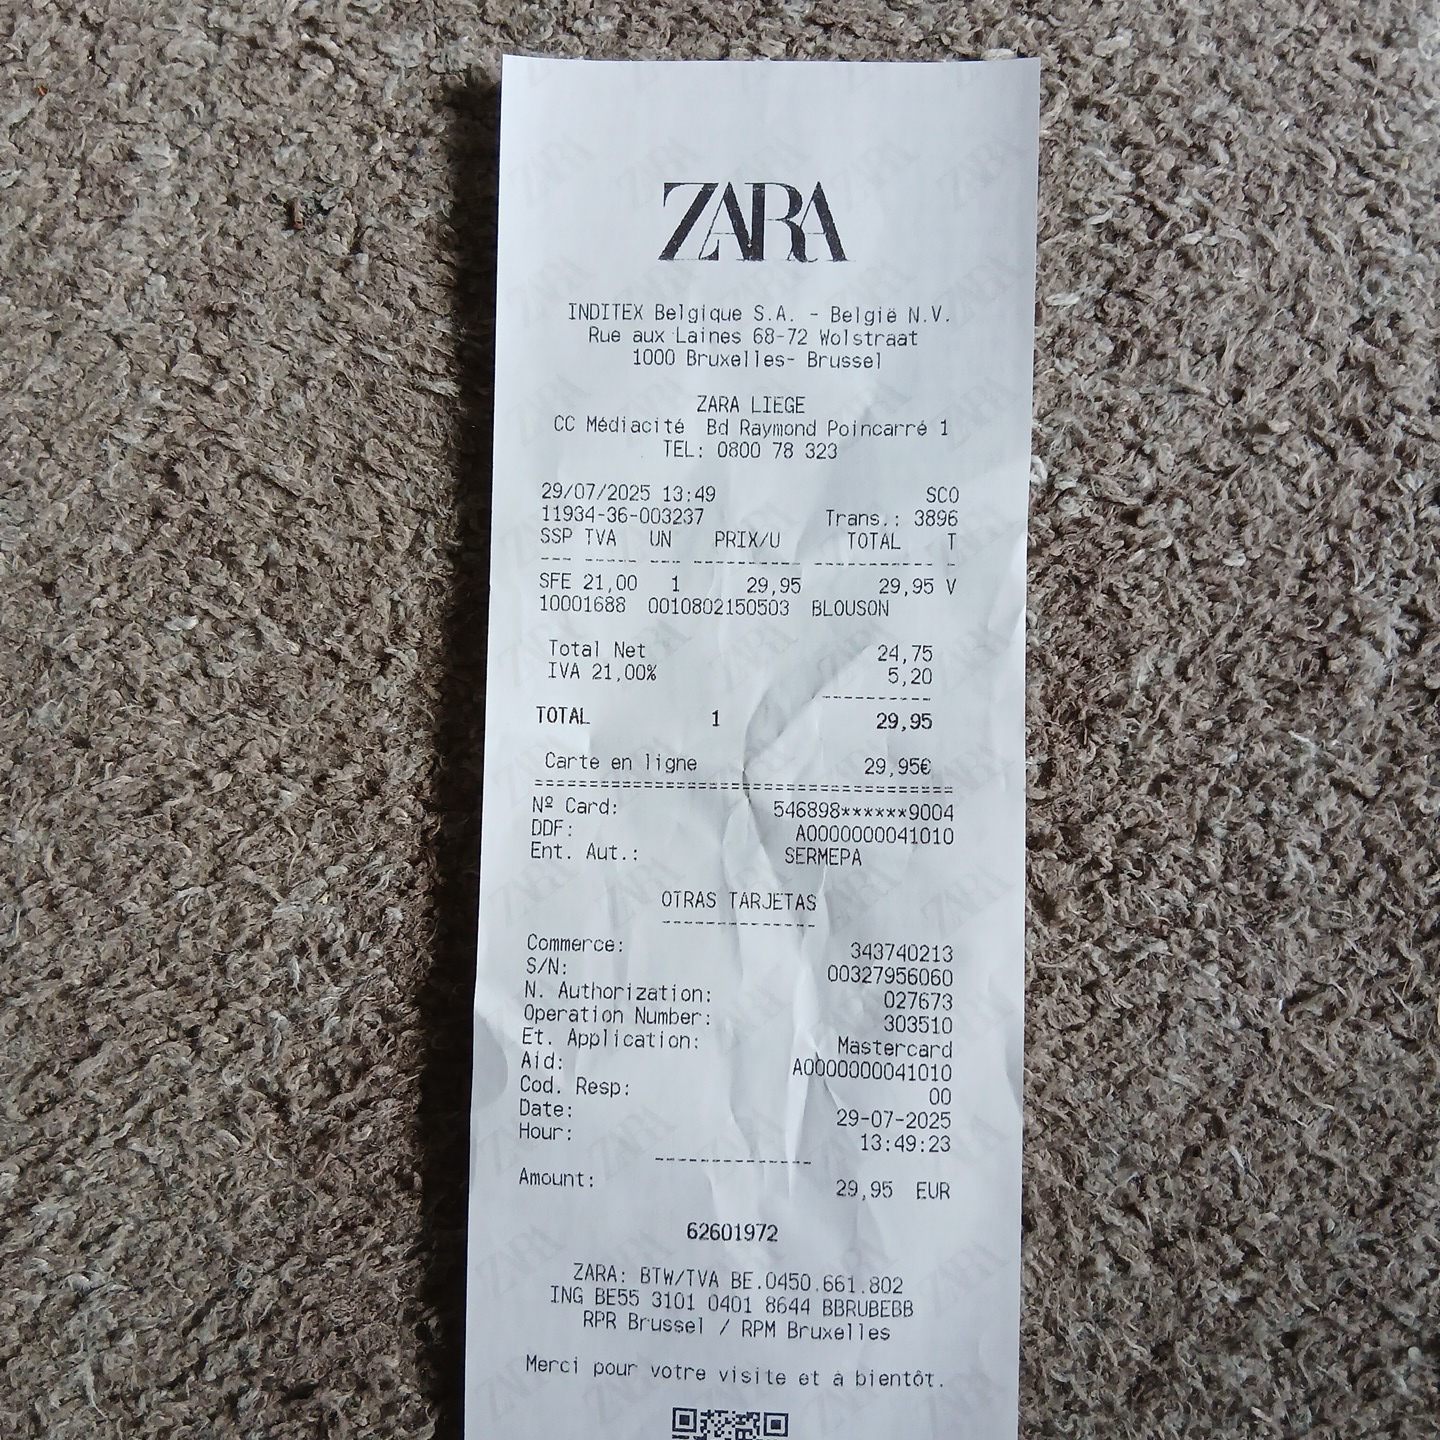 ZARA
INDITEX Belgique S.A. - België N.V.
Rue aux Laines 68-72 Wolstraat
1000 Bruxelles- Brussel
ZARA LIEGE
CC Médiacité Bd Raymond Poincarré 1
TEL: 0800 78 323
29/07/2025 13:49 SCO
11934-36-003237 Trans.: 3896
SSP TVA UN PRIX/U TOTAL T
SFE 21,00 1 29,95 29,95 V
10001688 0010802150503 BLOUSON
Total Net 24,75
IVA 21,00% 5,20
TOTAL 1 29,95
Carte en ligne 29,95€
Nº Card: 546898******9004
DDF: A0000000041010
Ent. Aut.: SERMEPA
OTRAS TARJETAS
Commerce: 343740213
S/N: 00327956060
N. Authorization: 027673
Operation Number: 303510
Et. Application: Mastercard
Aid: A0000000041010
Cod. Resp: 00
Date: 29-07-2025
Hour: 13:49:23
Amount: 29,95 EUR
62601972
ZARA: BTW/TVA BE.0450.661.802
ING BE55 3101 0401 8644 BBRUBEBB
RPR Brussel / RPM Bruxelles
Merci pour votre visite et à bientôt.